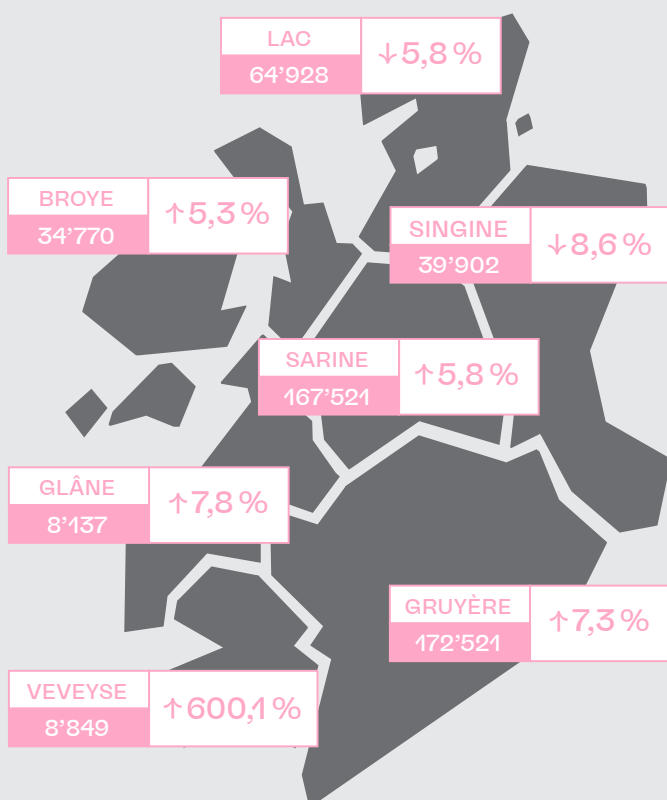 LAC
64’928
↓5,8 %
BROYE
34’770
↑5,3 %
SINGINE
39’902
↓8,6 %
SARINE
167’521
↑5,8 %
GLÂNE
8’137
↑7,8 %
GRUYÈRE
172’521
↑7,3 %
VEVEYSE
8’849
↑600,1 %